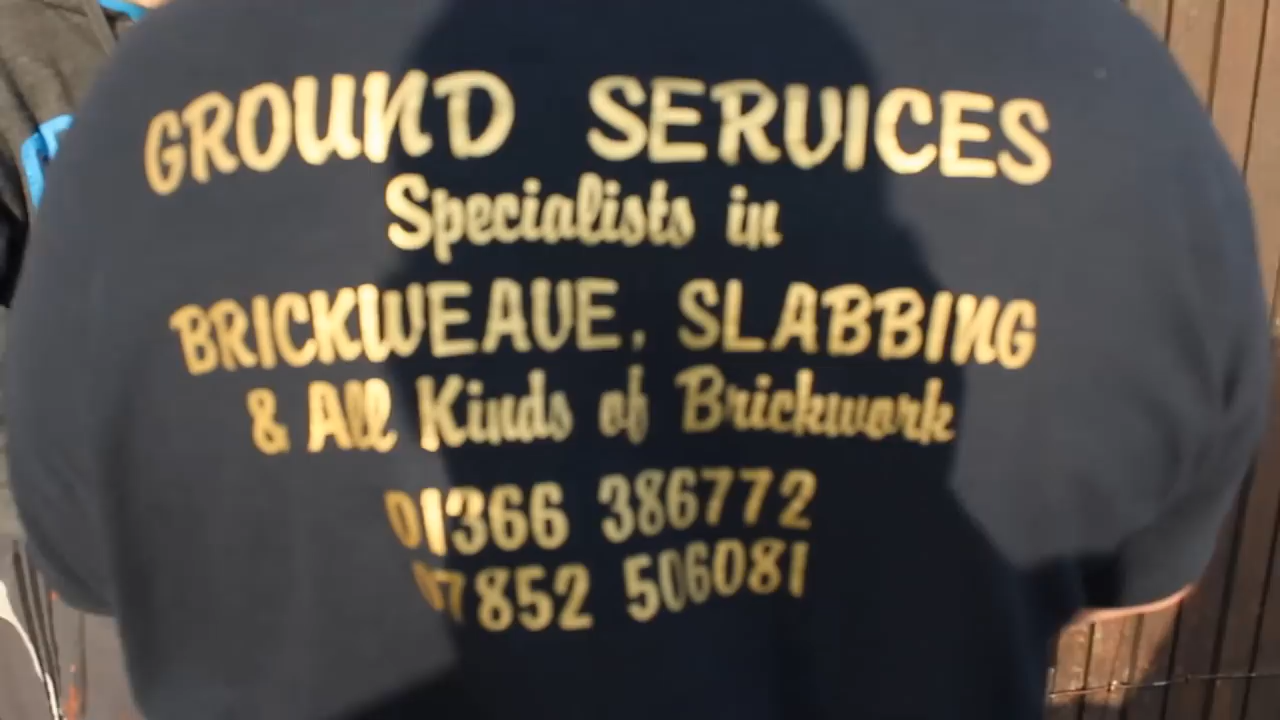 GROUND SERVICES
Specialists in
BRICKWEAVE, SLABBING
& All Kinds of Brickwork
01366 386772
07852 506081